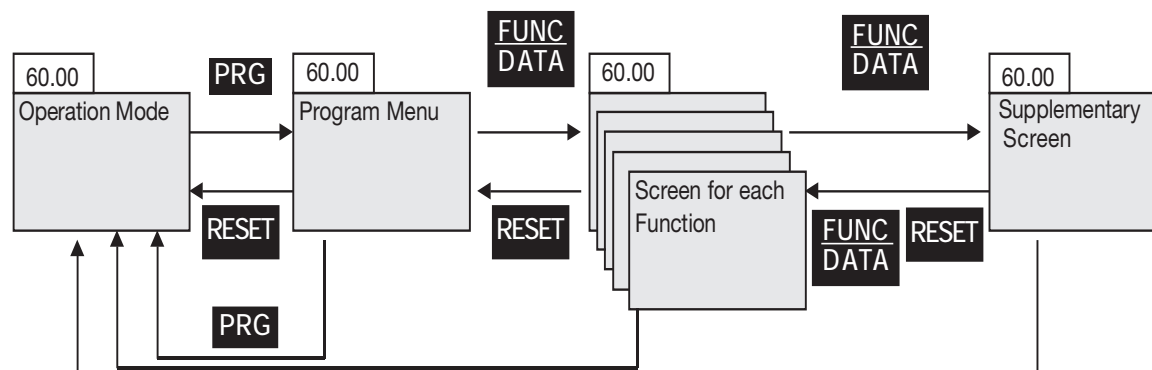 60.00
Operation Mode
PRG
RESET
60.00
Program Menu
FUNC
DATA
RESET
60.00
Screen for each
Function
FUNC
DATA
FUNC
DATA
RESET
60.00
Supplementary
Screen
PRG